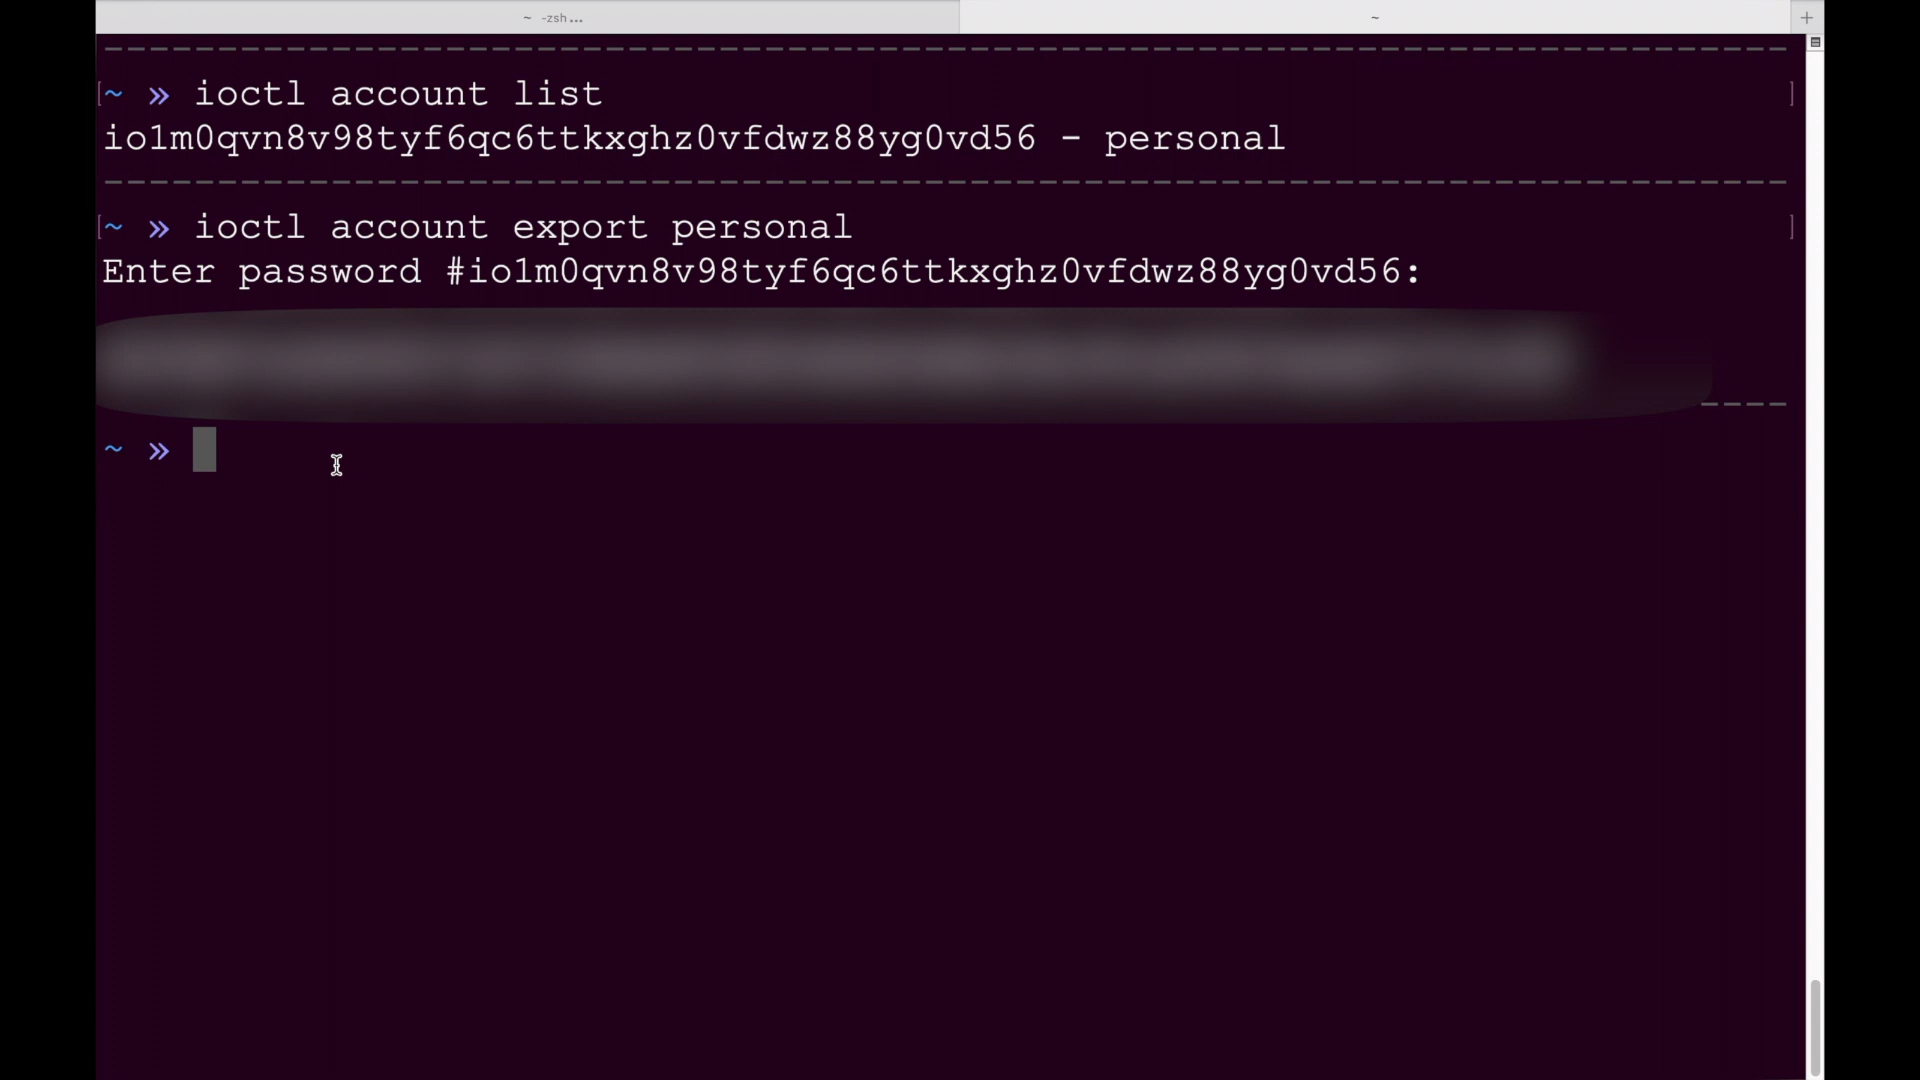 ~ -zsh...
~
+
~ » ioctl account list
io1m0qvn8v98tyf6qc6ttkxghz0vfdwz88yg0vd56 - personal
~ » ioctl account export personal
Enter password #io1m0qvn8v98tyf6qc6ttkxghz0vfdwz88yg0vd56:
~ »